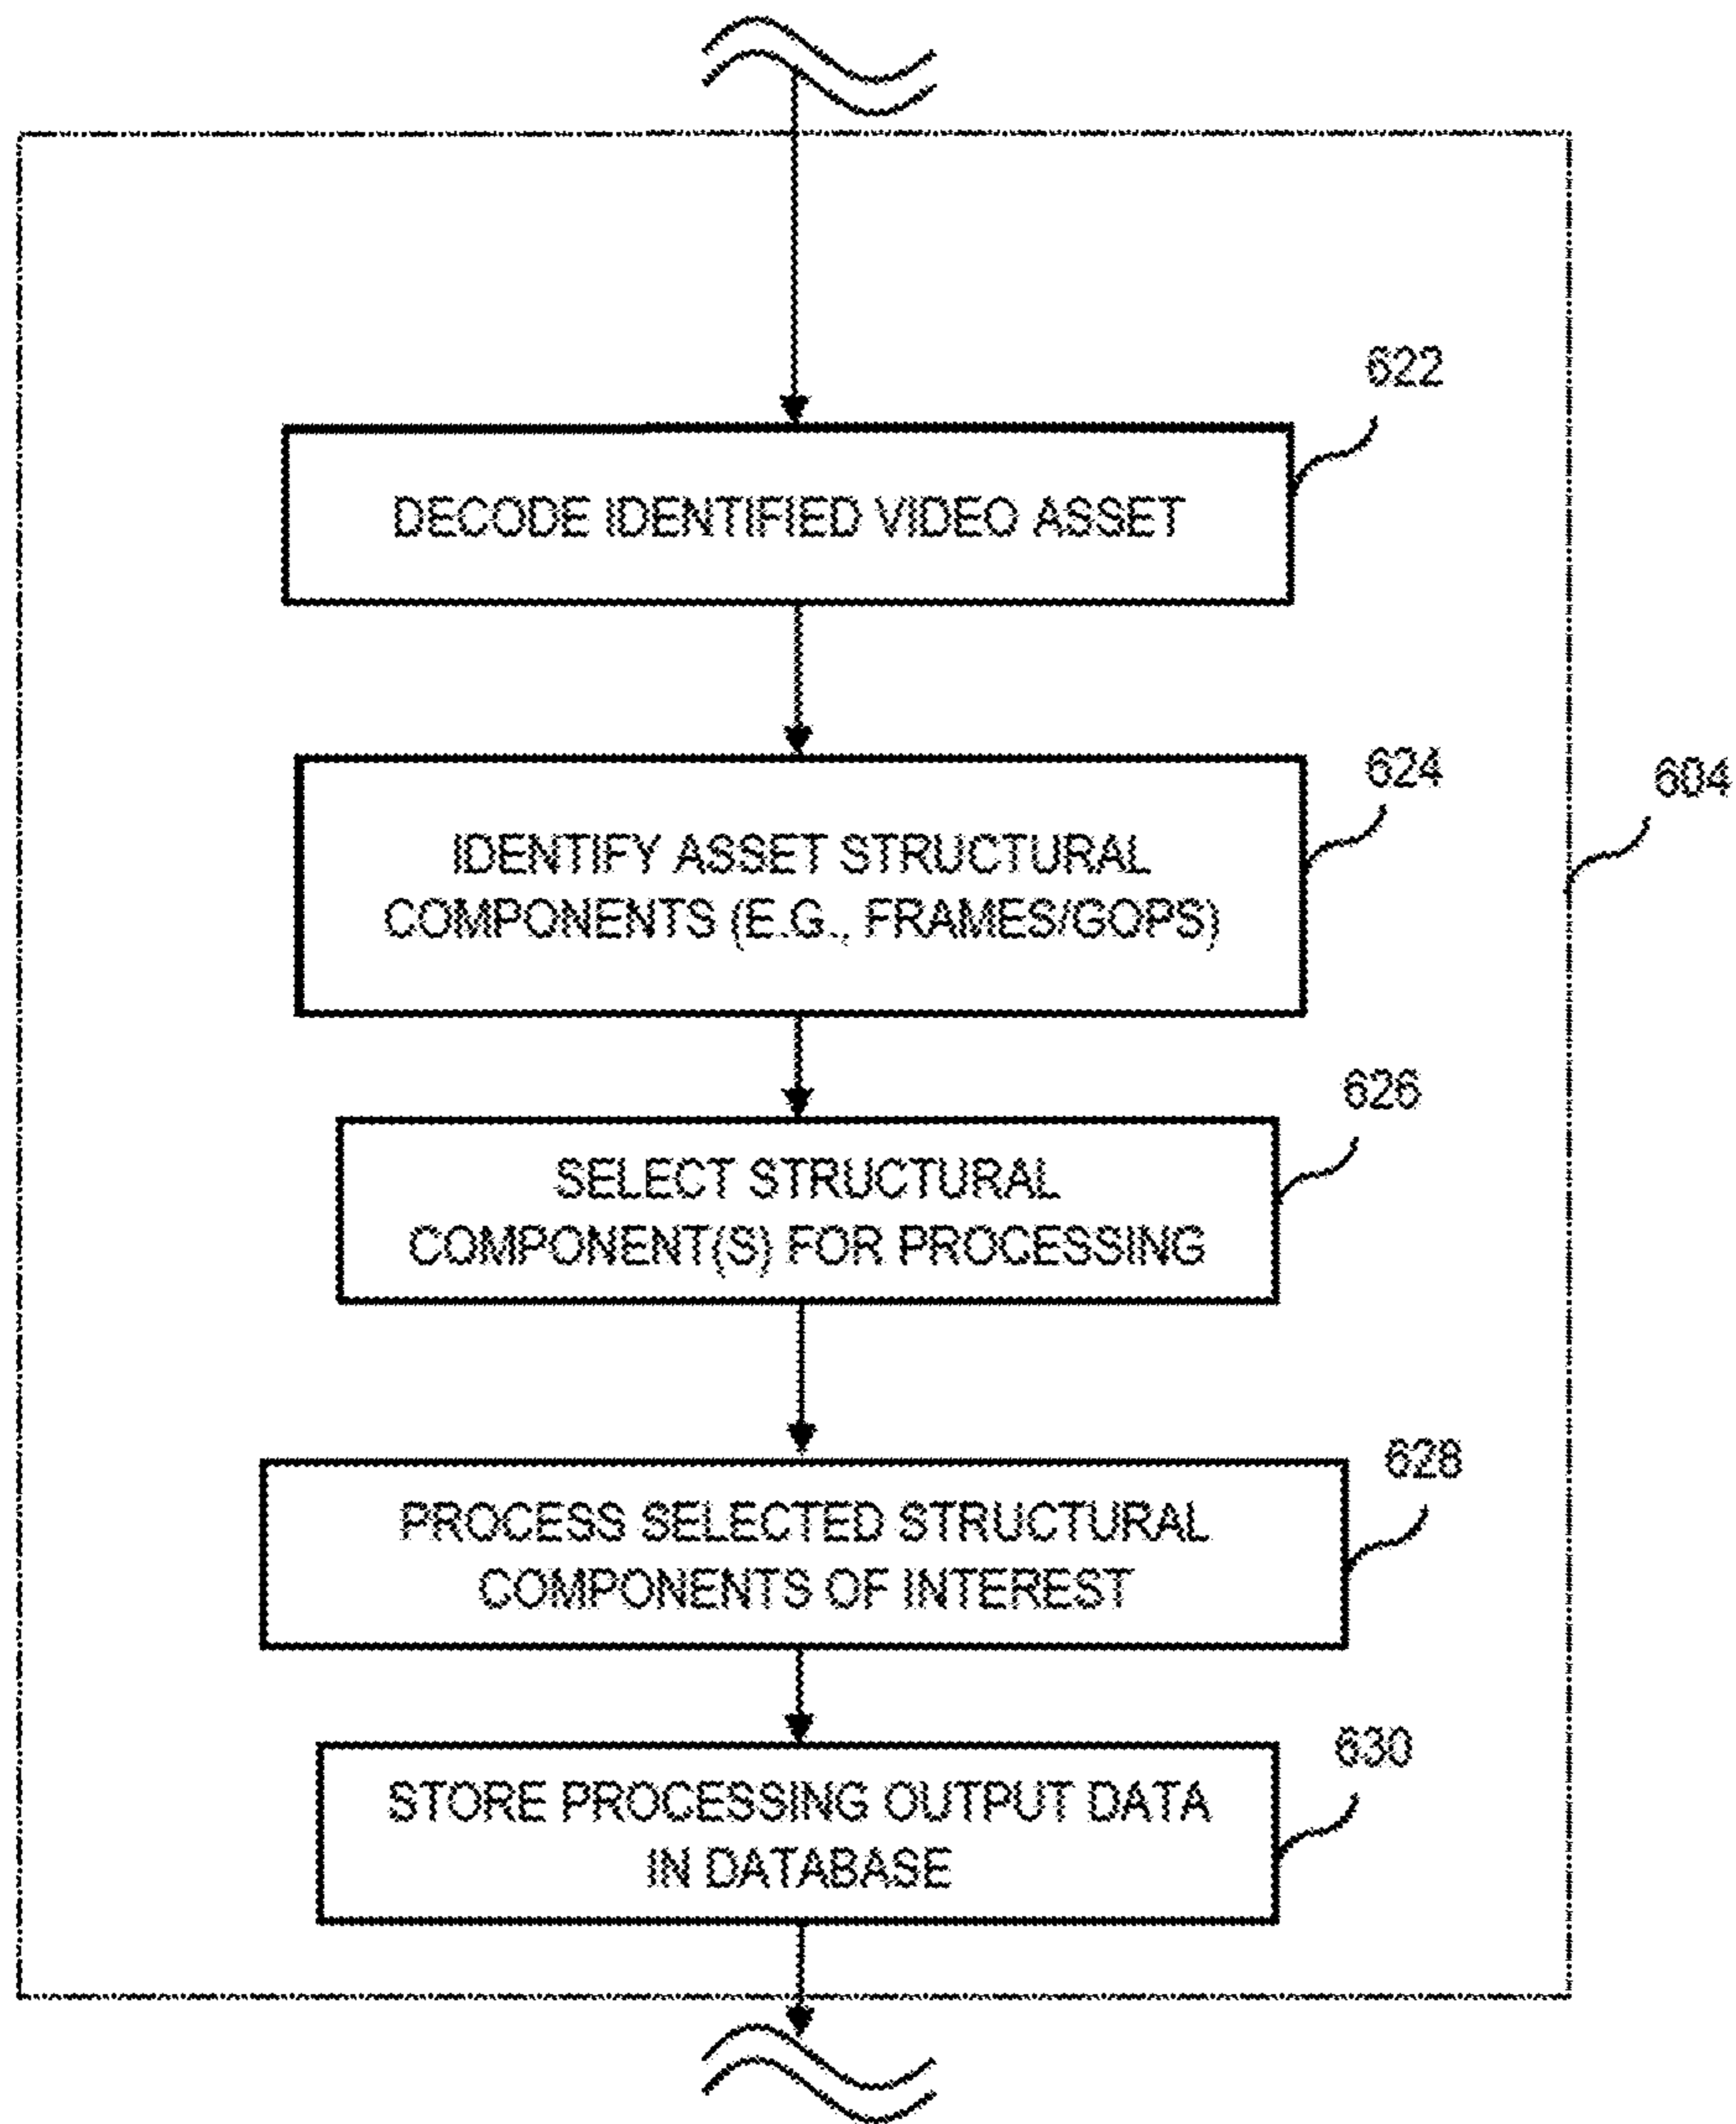 622
DECODE IDENTIFIED VIDEO ASSET
624
604
IDENTIFY ASSET STRUCTURAL
COMPONENTS (E.G., FRAMES/GOPS)
626
SELECT STRUCTURAL
COMPONENT(S) FOR PROCESSING
628
PROCESS SELECTED STRUCTURAL
COMPONENTS OF INTEREST
630
STORE PROCESSING OUTPUT DATA
IN DATABASE